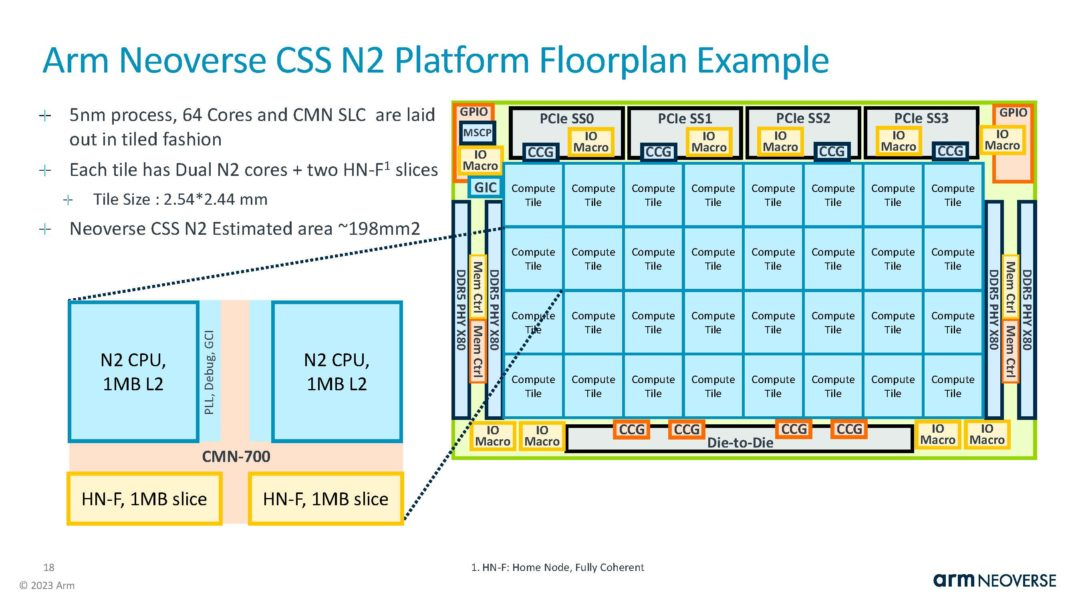 Arm Neoverse CSS N2 Platform Floorplan Example
+ 5nm process, 64 Cores and CMN SLC are laid
out in tiled fashion
+ Each tile has Dual N2 cores + two HN-F1 slices
+ Tile Size : 2.54*2.44 mm
+ Neoverse CSS N2 Estimated area ~198mm2
GPIO
MSCP
IO
Macro
GIC
PCIe SS0
CCG
IO
Macro
PCIe SS1
CCG
IO
Macro
PCIe SS2
IO
Macro
CCG
PCIe SS3
IO
Macro
CCG
IO
Macro
GPIO
Compute Compute Compute Compute Compute Compute Compute Compute
Tile Tile Tile Tile Tile Tile Tile Tile
Compute Compute Compute Compute Compute Compute Compute Compute
Tile Tile Tile Tile Tile Tile Tile Tile
Compute Compute Compute Compute Compute Compute Compute Compute
Tile Tile Tile Tile Tile Tile Tile Tile
Compute Compute Compute Compute Compute Compute Compute Compute
Tile Tile Tile Tile Tile Tile Tile Tile
DDR5 PHY X80
Mem Ctrl
Mem Ctrl
DDR5 PHY X80
DDR5 PHY X80
Mem Ctrl
Mem Ctrl
DDR5 PHY X80
IO
Macro
IO
Macro
CCG
CCG
Die-to-Die
CCG
CCG
IO
Macro
IO
Macro
N2 CPU,
1MB L2
PLL, Debug, GCI
N2 CPU,
1MB L2
CMN-700
HN-F, 1MB slice
HN-F, 1MB slice
18
© 2023 Arm
1. HN-F: Home Node, Fully Coherent
arm NEOVERSE